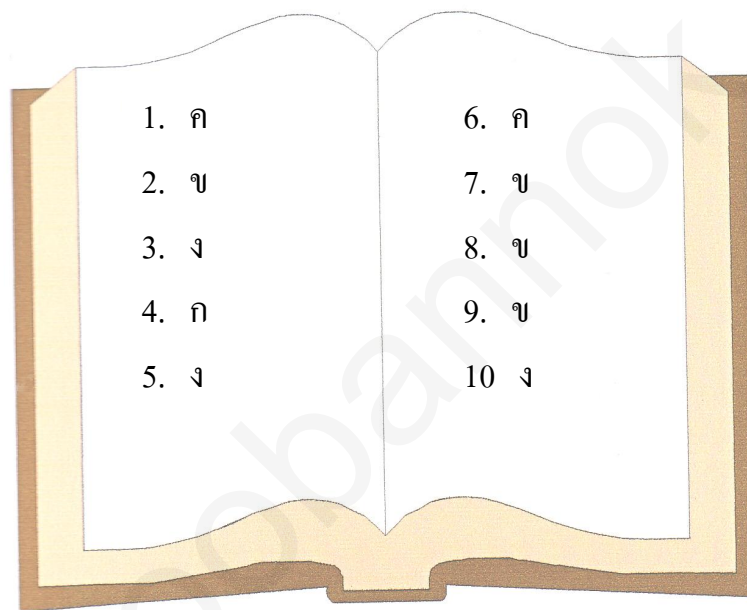 1. ค
2. ข
3. ง
4. ก
5. ง
6. ค
7. ข
8. ข
9. ข
10 ง